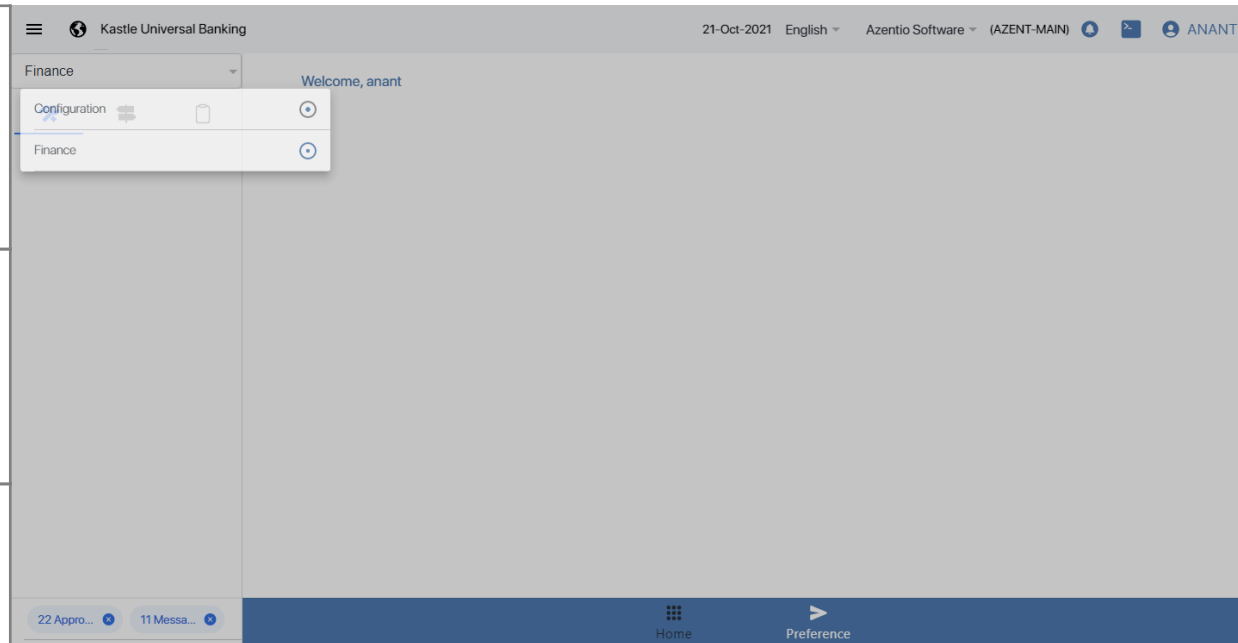 Kastle Universal Banking 21-Oct-2021 English Azentio Software (AZENT-MAIN) ANANT
Finance
Welcome, anant
Configuration
Finance
22 Appro... 11 Messa...
Home Preference